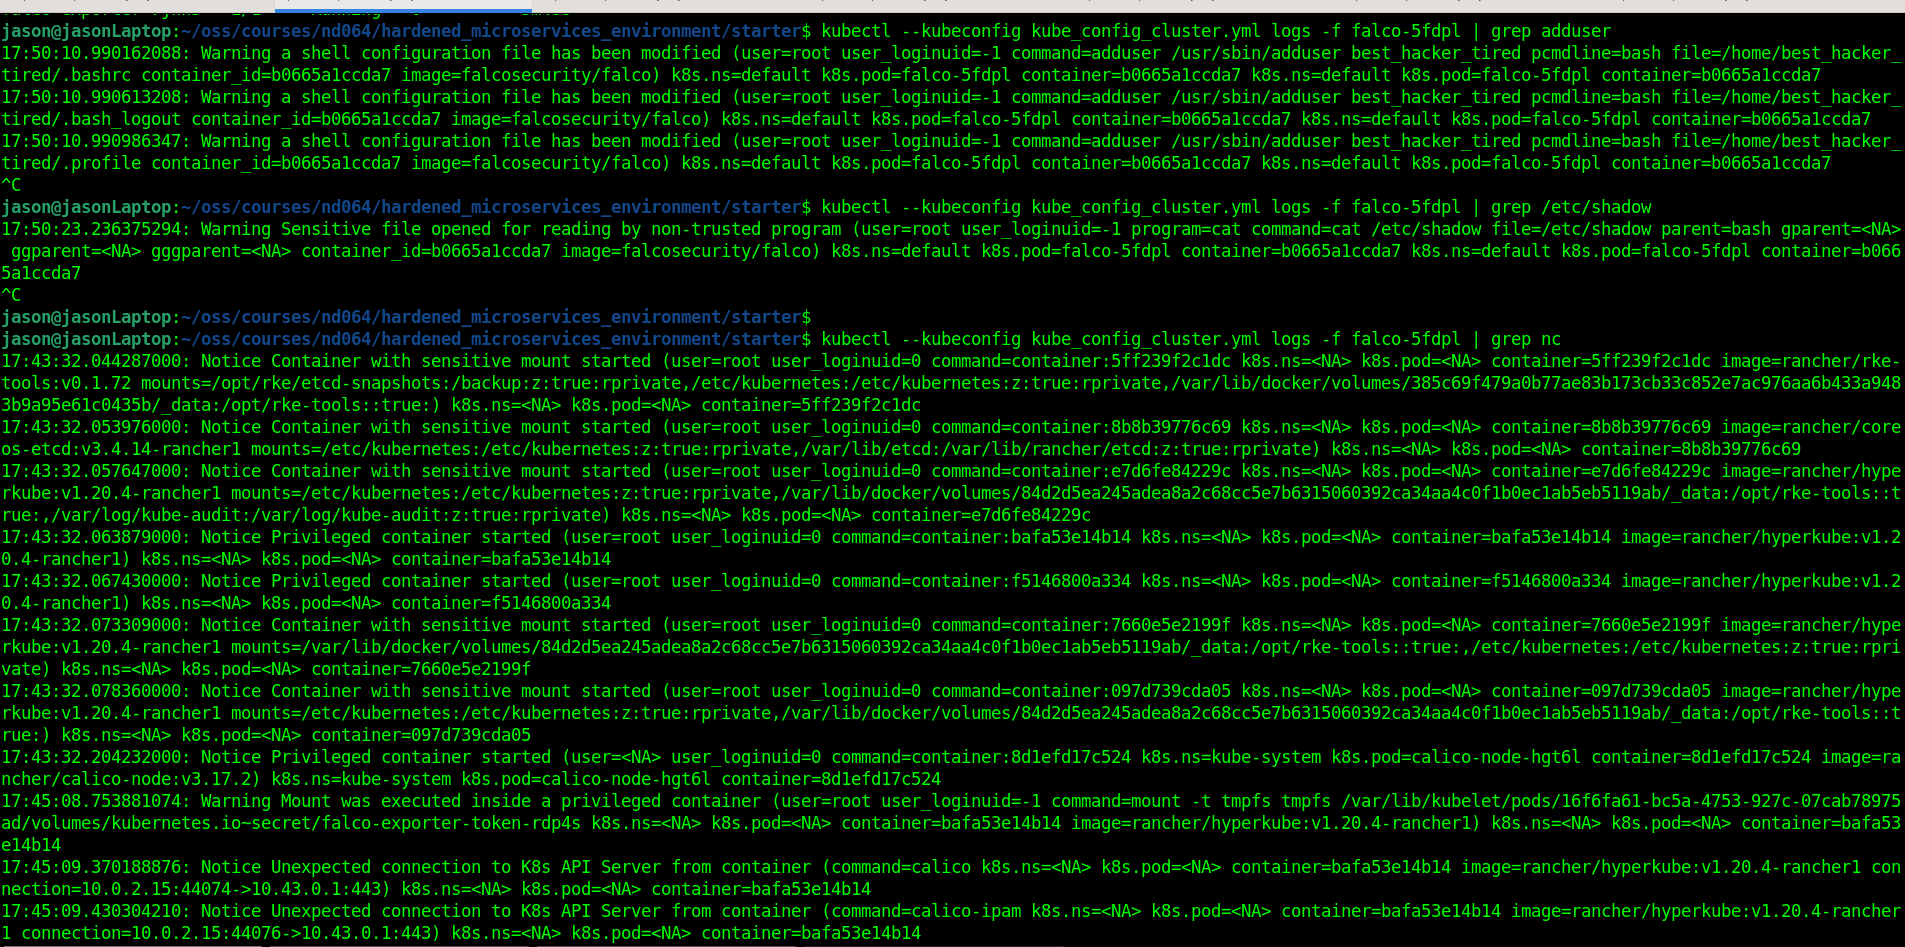 jason@jasonLaptop:~/oss/courses/nd064/hardened_microservices_environment/starter$ kubectl --kubeconfig kube_config_cluster.yml logs -f falco-5fdpl | grep adduser
17:50:10.990162088: Warning a shell configuration file has been modified (user=root user_loginuid=-1 command=adduser /usr/sbin/adduser best_hacker_tired pcmdline=bash file=/home/best_hacker_
tired/.bashrc container_id=b0665a1ccda7 image=falcosecurity/falco) k8s.ns=default k8s.pod=falco-5fdpl container=b0665a1ccda7 k8s.ns=default k8s.pod=falco-5fdpl container=b0665a1ccda7
17:50:10.990613208: Warning a shell configuration file has been modified (user=root user_loginuid=-1 command=adduser /usr/sbin/adduser best_hacker_tired pcmdline=bash file=/home/best_hacker_
tired/.bash_logout container_id=b0665a1ccda7 image=falcosecurity/falco) k8s.ns=default k8s.pod=falco-5fdpl container=b0665a1ccda7 k8s.ns=default k8s.pod=falco-5fdpl container=b0665a1ccda7
17:50:10.990986347: Warning a shell configuration file has been modified (user=root user_loginuid=-1 command=adduser /usr/sbin/adduser best_hacker_tired pcmdline=bash file=/home/best_hacker_
tired/.profile container_id=b0665a1ccda7 image=falcosecurity/falco) k8s.ns=default k8s.pod=falco-5fdpl container=b0665a1ccda7 k8s.ns=default k8s.pod=falco-5fdpl container=b0665a1ccda7
^C
jason@jasonLaptop:~/oss/courses/nd064/hardened_microservices_environment/starter$ kubectl --kubeconfig kube_config_cluster.yml logs -f falco-5fdpl | grep /etc/shadow
17:50:23.236375294: Warning Sensitive file opened for reading by non-trusted program (user=root user_loginuid=-1 program=cat command=cat /etc/shadow file=/etc/shadow parent=bash gparent=<NA>
 ggparent=<NA> gggparent=<NA> container_id=b0665a1ccda7 image=falcosecurity/falco) k8s.ns=default k8s.pod=falco-5fdpl container=b0665a1ccda7 k8s.ns=default k8s.pod=falco-5fdpl container=b066
5a1ccda7
^C
jason@jasonLaptop:~/oss/courses/nd064/hardened_microservices_environment/starter$
jason@jasonLaptop:~/oss/courses/nd064/hardened_microservices_environment/starter$ kubectl --kubeconfig kube_config_cluster.yml logs -f falco-5fdpl | grep nc
17:43:32.044287000: Notice Container with sensitive mount started (user=root user_loginuid=0 command=container:5ff239f2c1dc k8s.ns=<NA> k8s.pod=<NA> container=5ff239f2c1dc image=rancher/rke-
tools:v0.1.72 mounts=/opt/rke/etcd-snapshots:/backup:z:true:rprivate,/etc/kubernetes:/etc/kubernetes:z:true:rprivate,/var/lib/docker/volumes/385c69f479a0b77ae83b173cb33c852e7ac976aa6b433a948
3b9a95e61c0435b/_data:/opt/rke-tools::true:) k8s.ns=<NA> k8s.pod=<NA> container=5ff239f2c1dc
17:43:32.053976000: Notice Container with sensitive mount started (user=root user_loginuid=0 command=container:8b8b39776c69 k8s.ns=<NA> k8s.pod=<NA> container=8b8b39776c69 image=rancher/core
os-etcd:v3.4.14-rancher1 mounts=/etc/kubernetes:/etc/kubernetes:z:true:rprivate,/var/lib/etcd:/var/lib/rancher/etcd:z:true:rprivate) k8s.ns=<NA> k8s.pod=<NA> container=8b8b39776c69
17:43:32.057647000: Notice Container with sensitive mount started (user=root user_loginuid=0 command=container:e7d6fe84229c k8s.ns=<NA> k8s.pod=<NA> container=e7d6fe84229c image=rancher/hype
rkube:v1.20.4-rancher1 mounts=/etc/kubernetes:/etc/kubernetes:z:true:rprivate,/var/lib/docker/volumes/84d2d5ea245adea8a2c68cc5e7b6315060392ca34aa4c0f1b0ec1ab5eb5119ab/_data:/opt/rke-tools::t
rue:,/var/log/kube-audit:/var/log/kube-audit:z:true:rprivate) k8s.ns=<NA> k8s.pod=<NA> container=e7d6fe84229c
17:43:32.063879000: Notice Privileged container started (user=root user_loginuid=0 command=container:bafa53e14b14 k8s.ns=<NA> k8s.pod=<NA> container=bafa53e14b14 image=rancher/hyperkube:v1.2
0.4-rancher1) k8s.ns=<NA> k8s.pod=<NA> container=bafa53e14b14
17:43:32.067430000: Notice Privileged container started (user=root user_loginuid=0 command=container:f5146800a334 k8s.ns=<NA> k8s.pod=<NA> container=f5146800a334 image=rancher/hyperkube:v1.2
0.4-rancher1) k8s.ns=<NA> k8s.pod=<NA> container=f5146800a334
17:43:32.073309000: Notice Container with sensitive mount started (user=root user_loginuid=0 command=container:7660e5e2199f k8s.ns=<NA> k8s.pod=<NA> container=7660e5e2199f image=rancher/hype
rkube:v1.20.4-rancher1 mounts=/var/lib/docker/volumes/84d2d5ea245adea8a2c68cc5e7b6315060392ca34aa4c0f1b0ec1ab5eb5119ab/_data:/opt/rke-tools::true:,/etc/kubernetes:/etc/kubernetes:z:true:rpri
vate) k8s.ns=<NA> k8s.pod=<NA> container=7660e5e2199f
17:43:32.078360000: Notice Container with sensitive mount started (user=root user_loginuid=0 command=container:097d739cda05 k8s.ns=<NA> k8s.pod=<NA> container=097d739cda05 image=rancher/hype
rkube:v1.20.4-rancher1 mounts=/etc/kubernetes:/etc/kubernetes:z:true:rprivate,/var/lib/docker/volumes/84d2d5ea245adea8a2c68cc5e7b6315060392ca34aa4c0f1b0ec1ab5eb5119ab/_data:/opt/rke-tools::t
rue:) k8s.ns=<NA> k8s.pod=<NA> container=097d739cda05
17:43:32.204232000: Notice Privileged container started (user=<NA> user_loginuid=0 command=container:8d1efd17c524 k8s.ns=kube-system k8s.pod=calico-node-hgt6l container=8d1efd17c524 image=ra
ncher/calico-node:v3.17.2) k8s.ns=kube-system k8s.pod=calico-node-hgt6l container=8d1efd17c524
17:45:08.753881074: Warning Mount was executed inside a privileged container (user=root user_loginuid=-1 command=mount -t tmpfs tmpfs /var/lib/kubelet/pods/16f6fa61-bc5a-4753-927c-07cab78975
ad/volumes/kubernetes.io~secret/falco-exporter-token-rdp4s k8s.ns=<NA> k8s.pod=<NA> container=bafa53e14b14 image=rancher/hyperkube:v1.20.4-rancher1) k8s.ns=<NA> k8s.pod=<NA> container=bafa53
e14b14
17:45:09.370188876: Notice Unexpected connection to K8s API Server from container (command=calico k8s.ns=<NA> k8s.pod=<NA> container=bafa53e14b14 image=rancher/hyperkube:v1.20.4-rancher1 con
nection=10.0.2.15:44074->10.43.0.1:443) k8s.ns=<NA> k8s.pod=<NA> container=bafa53e14b14
17:45:09.430304210: Notice Unexpected connection to K8s API Server from container (command=calico-ipam k8s.ns=<NA> k8s.pod=<NA> container=bafa53e14b14 image=rancher/hyperkube:v1.20.4-rancher
1 connection=10.0.2.15:44076->10.43.0.1:443) k8s.ns=<NA> k8s.pod=<NA> container=bafa53e14b14